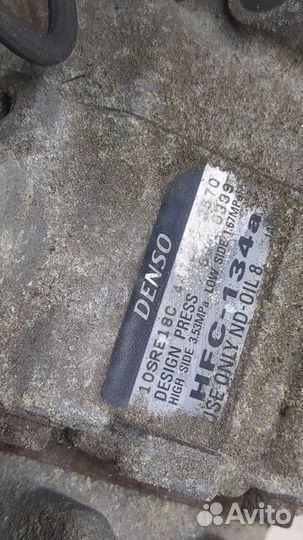 DENSO
10SRE18C
DESIGN PRESS
HIGH SIDE 3.53MPa LOW SIDE 1.67MPa
HFC-134a
USE ONLY ND-OIL 8
Avito